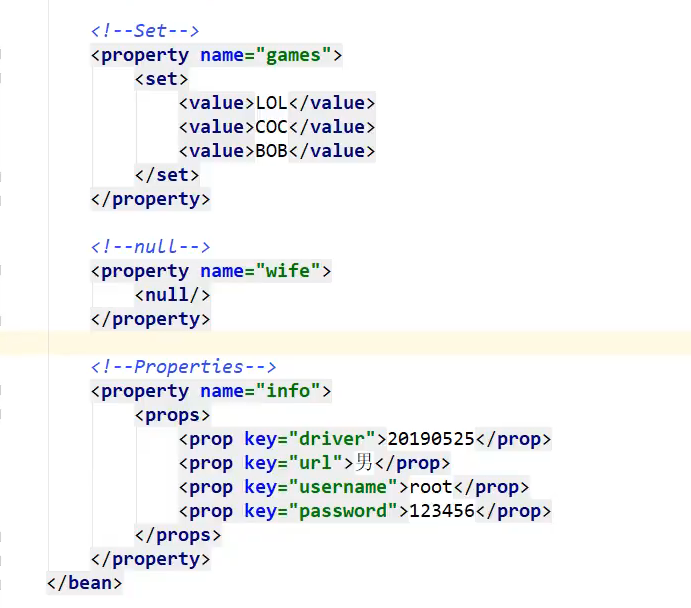 <!--Set-->
<property name="games">
<set>
<value>LOL</value>
<value>COC</value>
<value>BOB</value>
</set>
</property>
<!--null-->
<property name="wife">
<null/>
</property>
<!--Properties-->
<property name="info">
<props>
<prop key="driver">20190525</prop>
<prop key="url">男</prop>
<prop key="username">root</prop>
<prop key="password">123456</prop>
</props>
</property>
</bean>